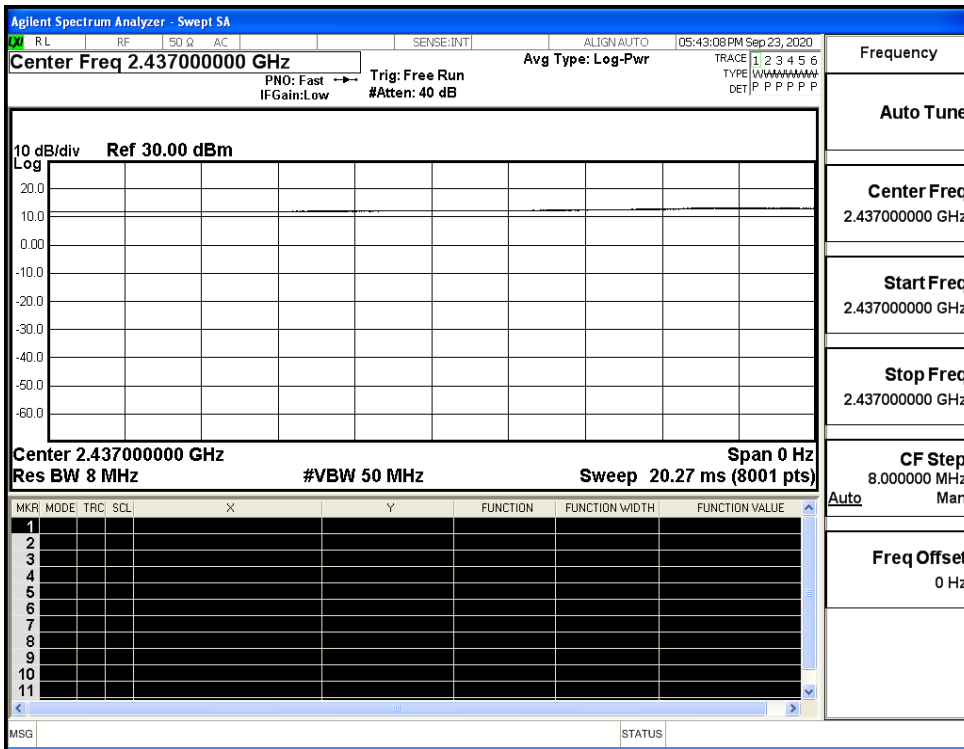 Agilent Spectrum Analyzer - Swept SA
LXI RL RF 50 Ω AC SENSE:INT ALIGN AUTO 05:43:08 PM Sep 23, 2020
Center Freq 2.437000000 GHz
PNO: Fast
IFGain:Low
Trig: Free Run
#Atten: 40 dB
Avg Type: Log-Pwr
TRACE 1 2 3 4 5 6
TYPE WWWWWW
DET P P P P P P
10 dB/div Ref 30.00 dBm
Log
20.0
10.0
0.00
-10.0
-20.0
-30.0
-40.0
-50.0
-60.0
Center 2.437000000 GHz Span 0 Hz
Res BW 8 MHz #VBW 50 MHz Sweep 20.27 ms (8001 pts)
MKR MODE TRC SCL X Y FUNCTION FUNCTION WIDTH FUNCTION VALUE
1
2
3
4
5
6
7
8
9
10
11
MSG STATUS
Frequency
Auto Tune
Center Freq
2.437000000 GHz
Start Freq
2.437000000 GHz
Stop Freq
2.437000000 GHz
CF Step
8.000000 MHz
Auto Man
Freq Offset
0 Hz